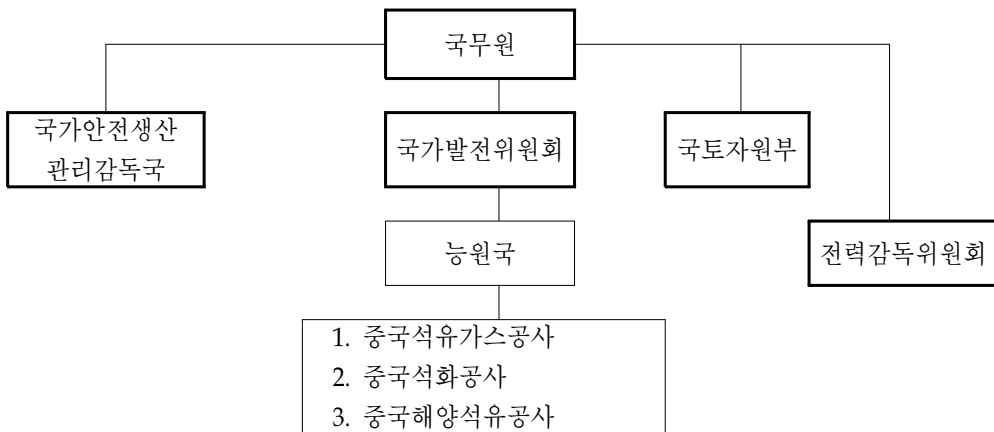 국무원
국가안전생산
관리감독국
국가발전위원회
국토자원부
능원국
전력감독위원회
1. 중국석유가스공사
2. 중국석화공사
3. 중국해양석유공사